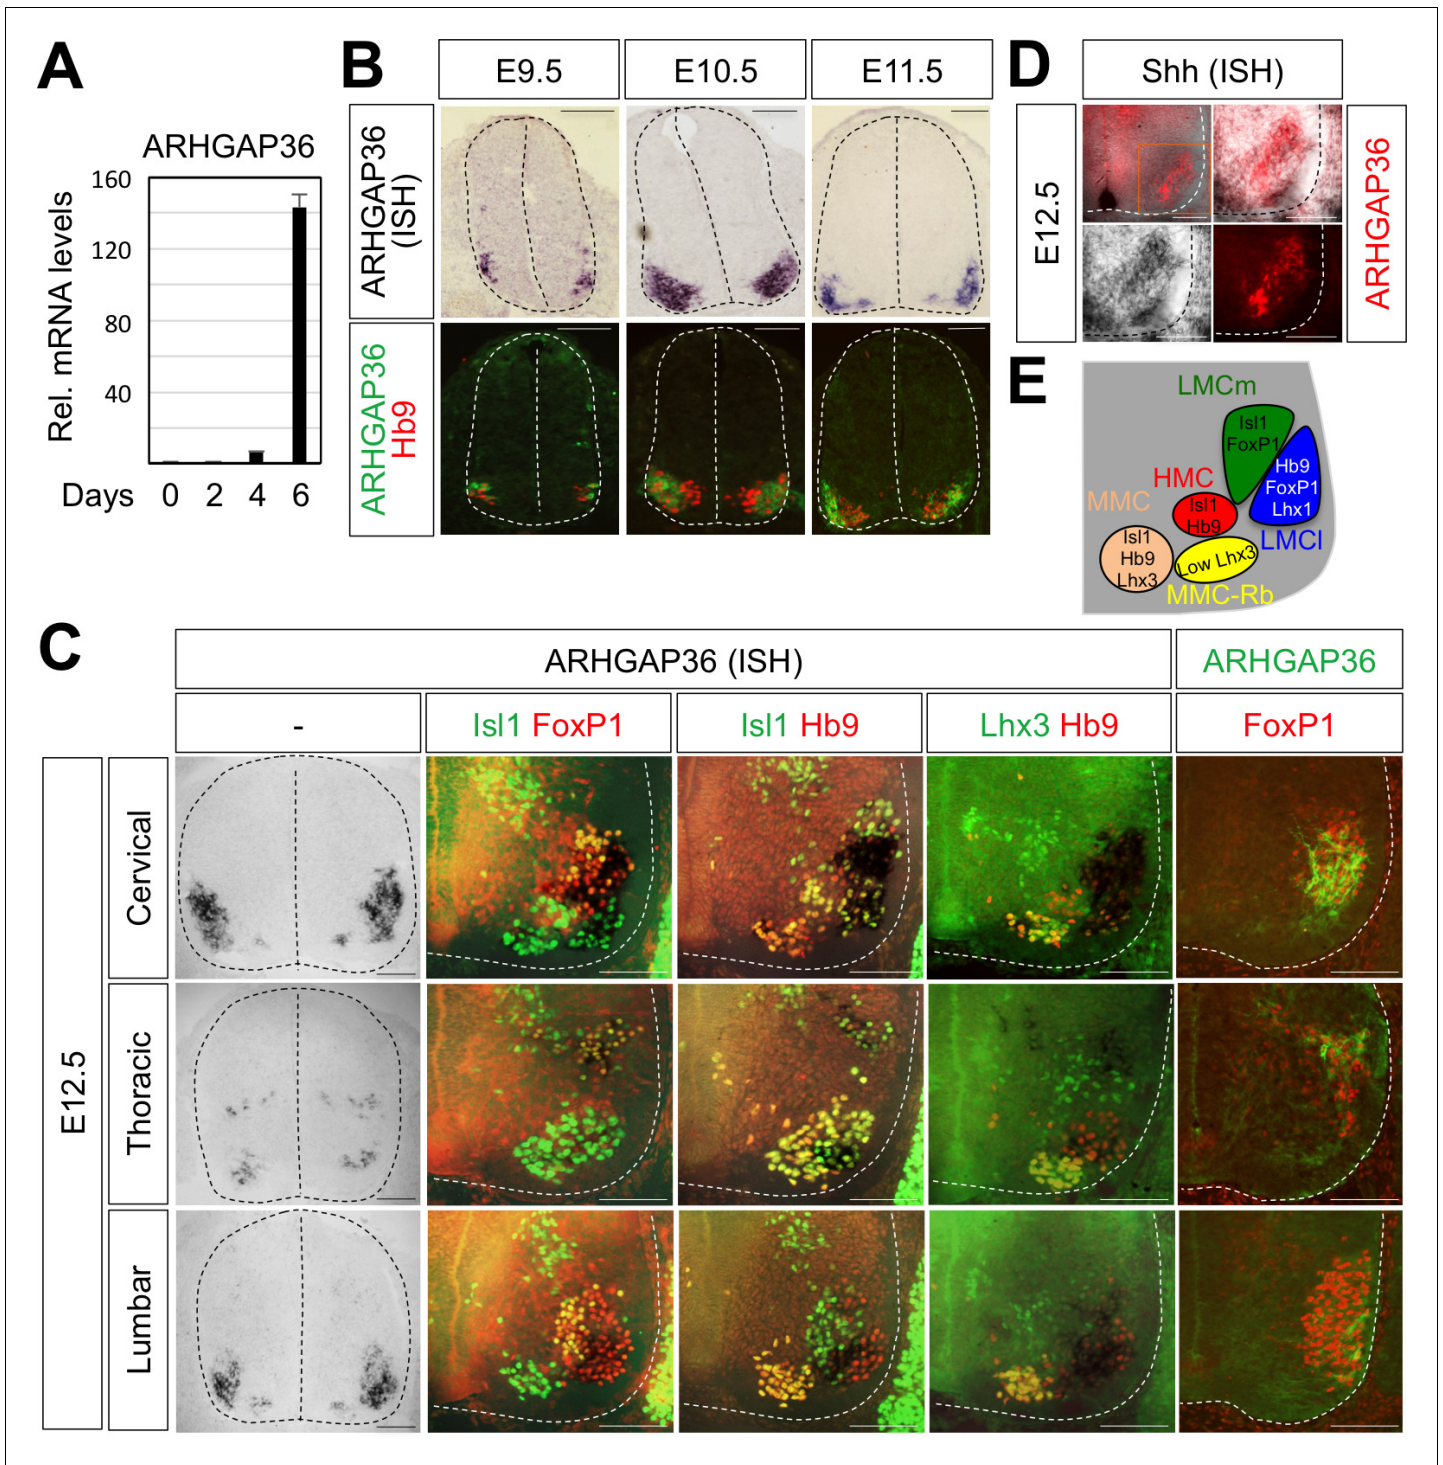 A
ARHGAP36
Rel. mRNA levels
160
120
80
40
Days 0 2 4 6
B
E9.5
E10.5
E11.5
ARHGAP36
(ISH)
ARHGAP36
Hb9
D
Shh (ISH)
E12.5
ARHGAP36
E
LMCm
Isl1
FoxP1
Hb9
FoxP1
Lhx1
LMCl
HMC
Isl1
Hb9
MMC
Isl1
Hb9
Lhx3
Low Lhx3
MMC-Rb
C
ARHGAP36 (ISH)
ARHGAP36
-
Isl1 FoxP1
Isl1 Hb9
Lhx3 Hb9
FoxP1
E12.5
Cervical
Thoracic
Lumbar